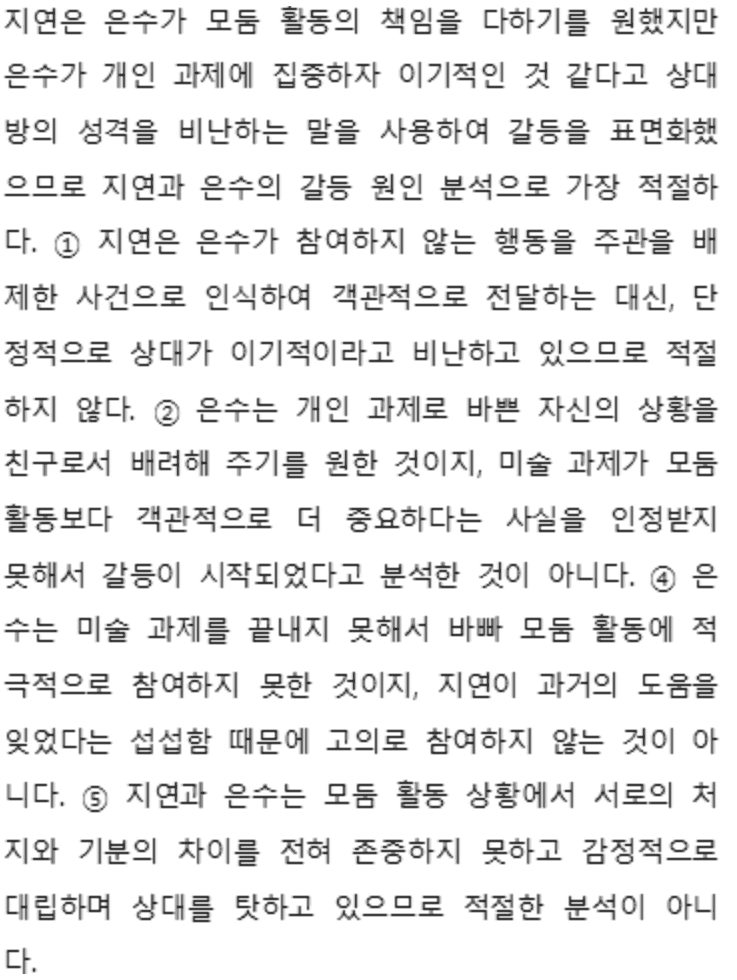 지연은 은수가 모둠 활동의 책임을 다하기를 원했지만
은수가 개인 과제에 집중하자 이기적인 것 같다고 상대
방의 성격을 비난하는 말을 사용하여 갈등을 표면화했
으므로 지연과 은수의 갈등 원인 분석으로 가장 적절하
다. ① 지연은 은수가 참여하지 않는 행동을 주관을 배
제한 사건으로 인식하여 객관적으로 전달하는 대신, 단
정적으로 상대가 이기적이라고 비난하고 있으므로 적절
하지 않다. ② 은수는 개인 과제로 바쁜 자신의 상황을
친구로서 배려해 주기를 원한 것이지, 미술 과제가 모둠
활동보다 객관적으로 더 중요하다는 사실을 인정받지
못해서 갈등이 시작되었다고 분석한 것이 아니다. ④ 은
수는 미술 과제를 끝내지 못해서 바빠 모둠 활동에 적
극적으로 참여하지 못한 것이지, 지연이 과거의 도움을
잊었다는 섭섭함 때문에 고의로 참여하지 않는 것이 아
니다. ⑤ 지연과 은수는 모둠 활동 상황에서 서로의 처
지와 기분의 차이를 전혀 존중하지 못하고 감정적으로
대립하며 상대를 탓하고 있으므로 적절한 분석이 아니
다.